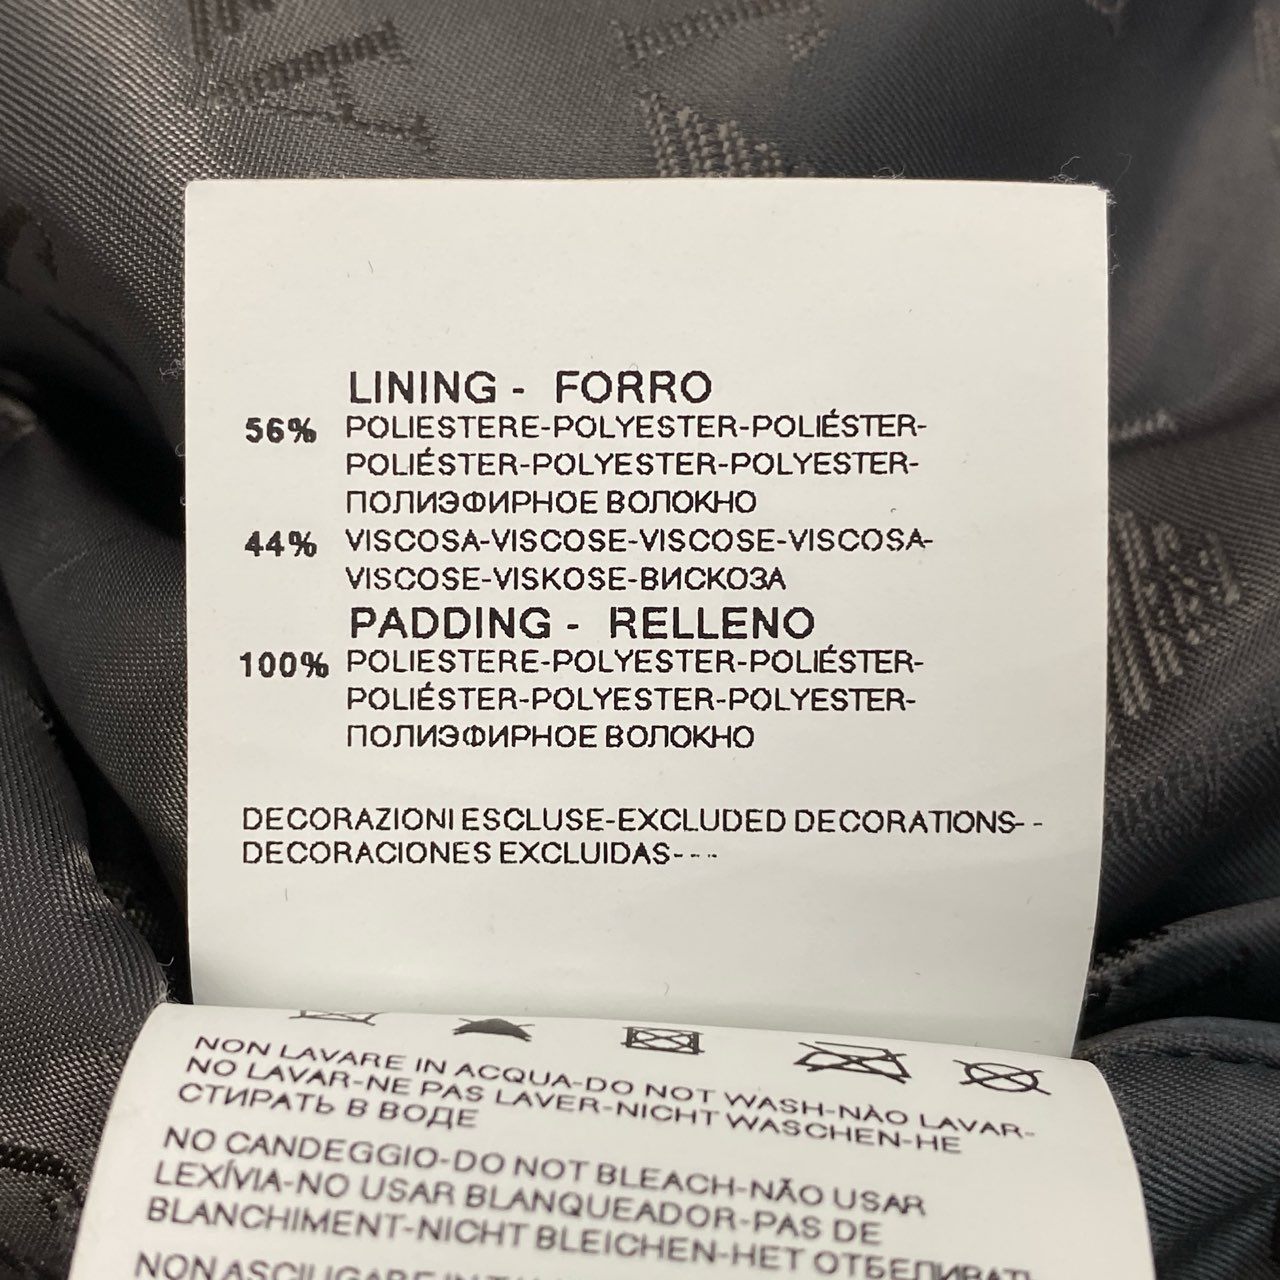 LINING - FORRO
56% POLIESTERE-POLYESTER-POLIÉSTER-
POLIÉSTER-POLYESTER-POLYESTER-
ПОЛИЭФИРНОЕ ВОЛОКНО
44% VISCOSA-VISCOSE-VISCOSE-VISCOSA-
VISCOSE-VISKOSE-ВИСКОЗА
PADDING - RELLENO
100% POLIESTERE-POLYESTER-POLIÉSTER-
POLIÉSTER-POLYESTER-POLYESTER-
ПОЛИЭФИРНОЕ ВОЛОКНО
DECORAZIONI ESCLUSE-EXCLUDED DECORATIONS- -
DECORACIONES EXCLUIDAS- - - -
NON LAVARE IN ACQUA-DO NOT WASH-NÀO LAVAR-
NO LAVAR-NE PAS LAVER-NICHT WASCHEN-НЕ
СТИРАТЬ В ВОДЕ
NO CANDEGGIO-DO NOT BLEACH-NÃO USAR
LEXÍVIA-NO USAR BLANQUEADOR-PAS DE
BLANCHIMENT-NICHT BLEICHEN-НЕТ ОТБЕЛИВАТЬ